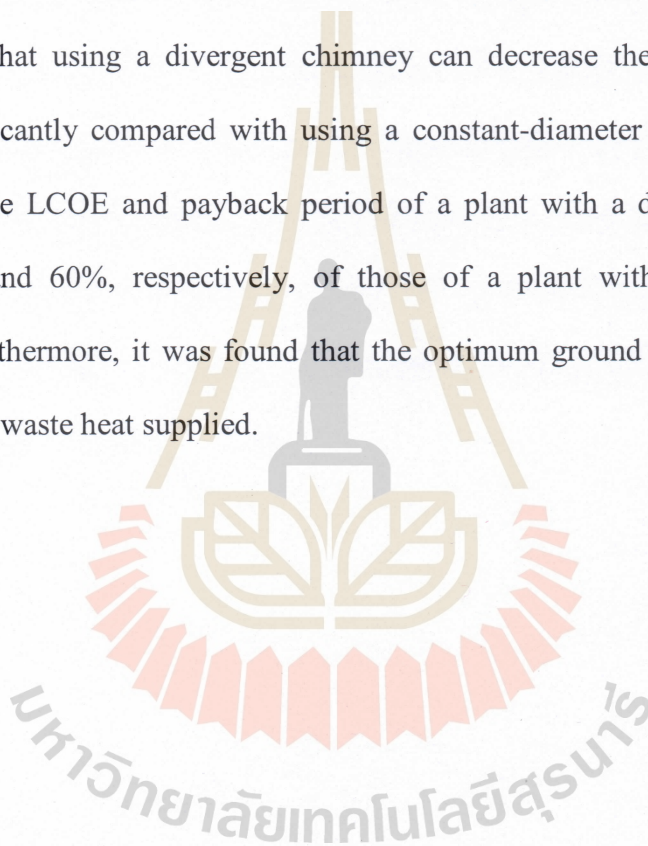 hat using a divergent chimney can decrease the
cantly compared with using a constant-diameter
e LCOE and payback period of a plant with a d
nd 60%, respectively, of those of a plant with
thermore, it was found that the optimum ground
waste heat supplied.
มหาวิทยาลัยเทคโนโลยีสุรนารี